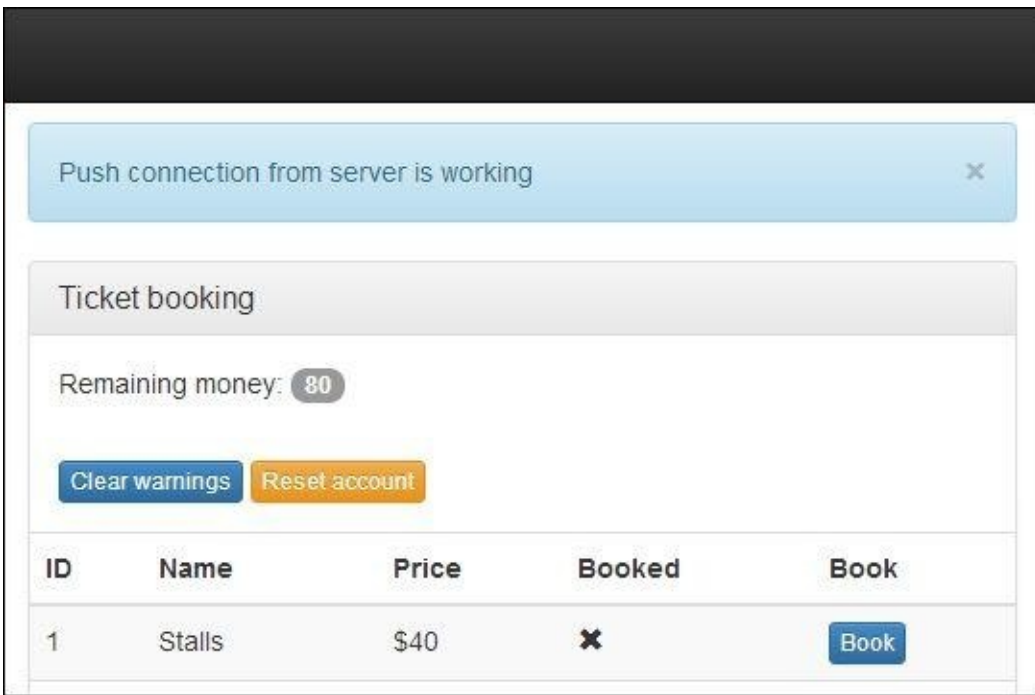 Push connection from server is working ×
Ticket booking
Remaining money: 80
Clear warnings Reset account
ID Name Price Booked Book
1 Stalls $40 ✖ Book